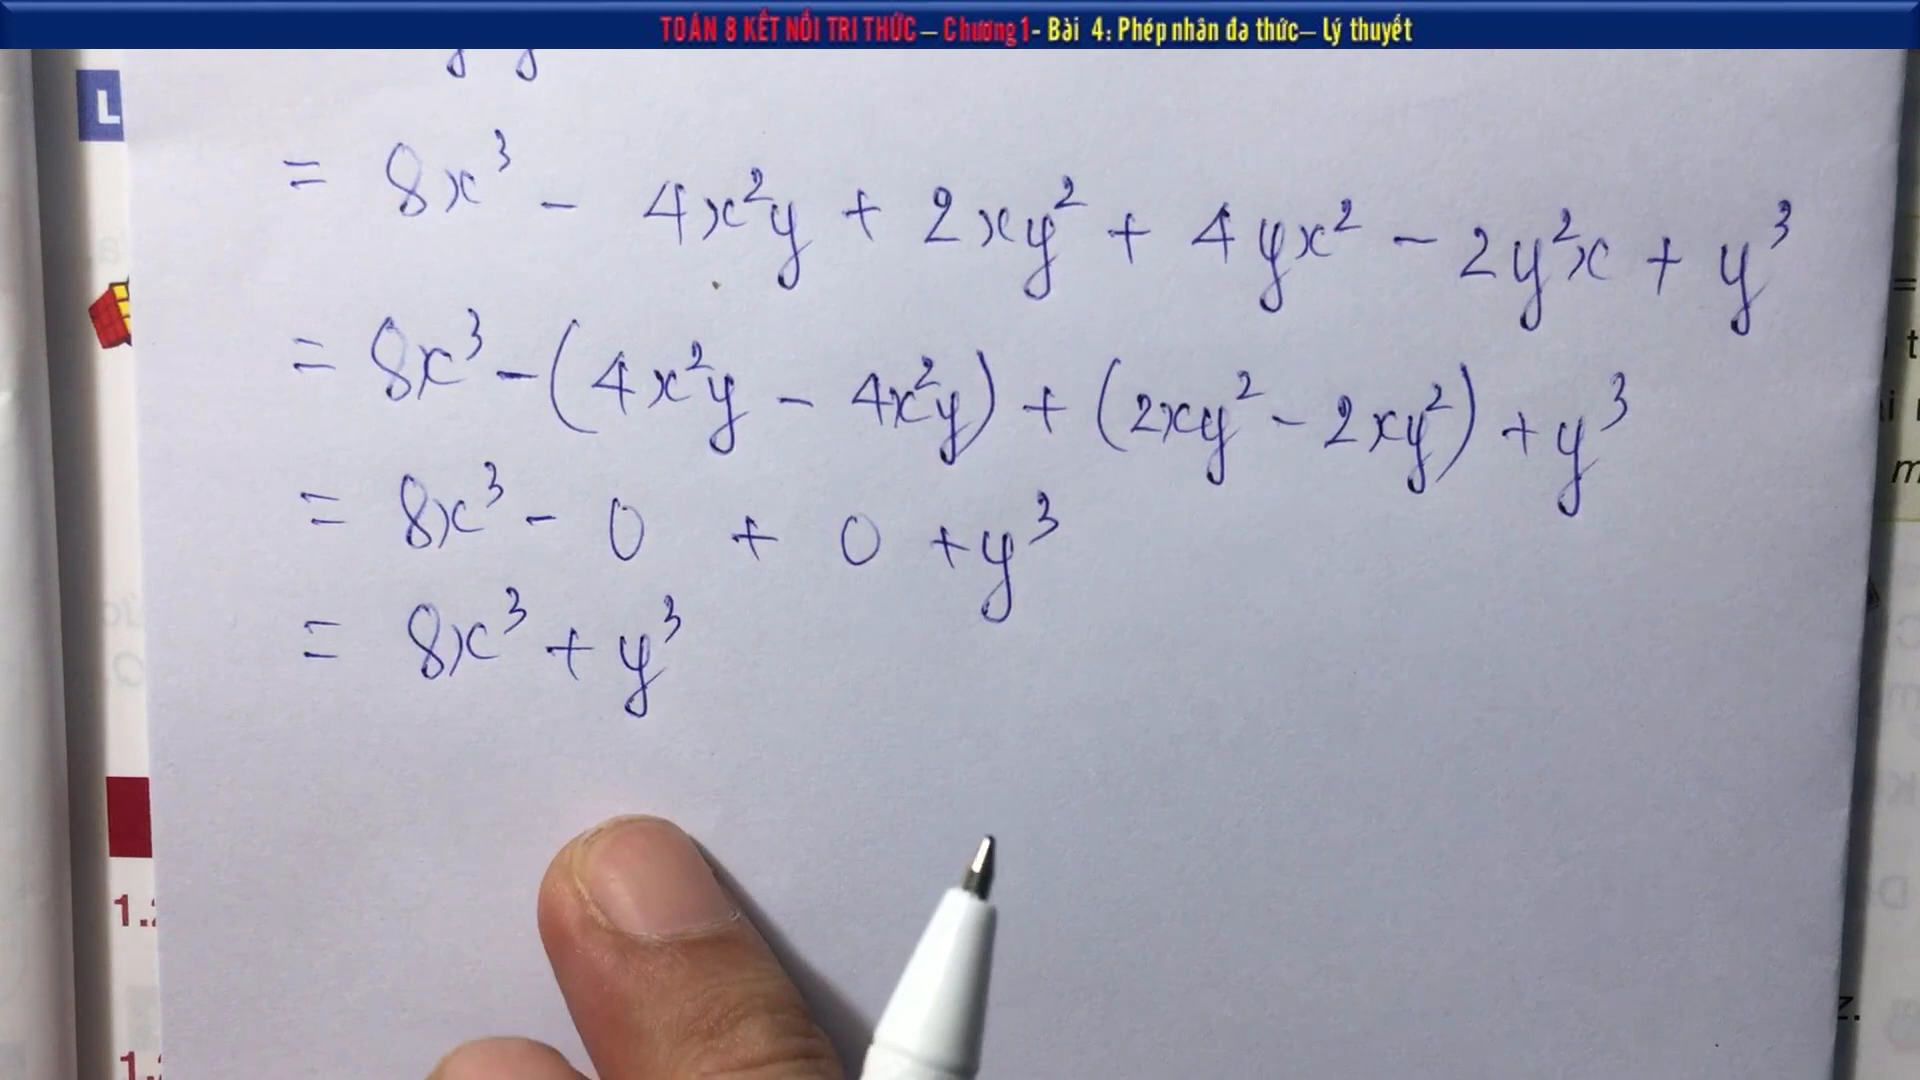 TOÁN 8 KẾT NỐI TRI THỨC – Chương 1 - Bài 4: Phép nhân đa thức – Lý thuyết
L
= 8x³ - 4x²y + 2xy² + 4yx² - 2y²x + y³
= 8x³ - (4x²y - 4x²y) + (2xy² - 2xy²) + y³
= 8x³ - 0 + 0 + y³
= 8x³ + y³
z.